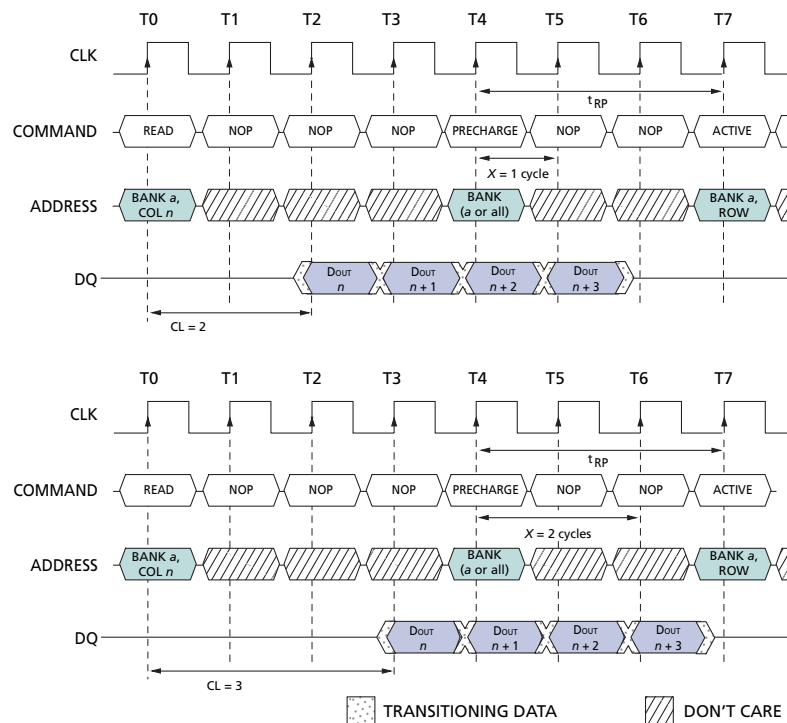 T0 T1 T2 T3 T4 T5 T6 T7
CLK
tRP
COMMAND READ NOP NOP NOP PRECHARGE NOP NOP ACTIVE
X = 1 cycle
ADDRESS BANK a, COL n BANK (a or all) BANK a, ROW
DQ DOUT n DOUT n + 1 DOUT n + 2 DOUT n + 3
CL = 2
T0 T1 T2 T3 T4 T5 T6 T7
CLK
tRP
COMMAND READ NOP NOP NOP PRECHARGE NOP NOP ACTIVE
X = 2 cycles
ADDRESS BANK a, COL n BANK (a or all) BANK a, ROW
DQ DOUT n DOUT n + 1 DOUT n + 2 DOUT n + 3
CL = 3
TRANSITIONING DATA DON'T CARE